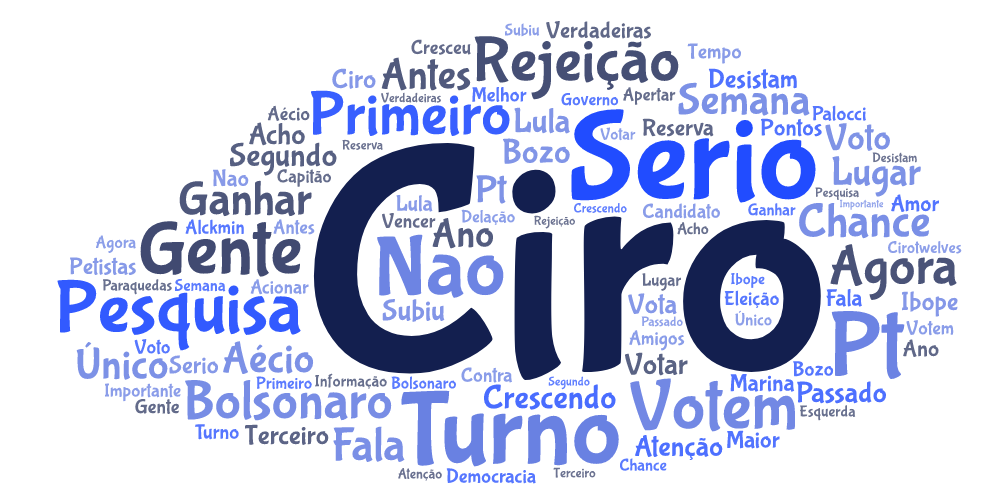 Subiu
Verdadeiras
Cresceu
Rejeição
Tempo
Ciro
Antes
Desistam
Verdadeiras
Melhor
Governo
Apertar
Semana
Aécio
Primeiro
Lula
Serio
Palocci
Acho
Votar
Reserva
Pontos
Voto
Segundo
Reserva
Bozo
Desistam
Nao
Capitão
Pt
Lugar
Ganhar
Lula
Pesquisa
Importante
Amor
Vencer
Delação
Rejeição
Crescendo
Candidato
Ganhar
Chance
Alckmin
Antes
Ano
Acho
Agora
Gente
Ciro
Cirotwelves
Petistas
Nao
Agora
Paraquedas
Semana
Acionar
Lugar
Ibope
Pesquisa
Subiu
Vota
Eleição
Fala
Ibope
Passado
Único
Pt
Votem
Voto
Amigos
Ano
Único
Serio
Aécio
Votar
Bozo
Importante
Primeiro
Informação
Bolsonaro
Contra
Segundo
Marina
Passado
Gente
Bolsonaro
Crescendo
Votem
Esquerda
Turno
Turno
Terceiro
Fala
Atenção
Maior
Atenção
Democracia
Terceiro
Chance